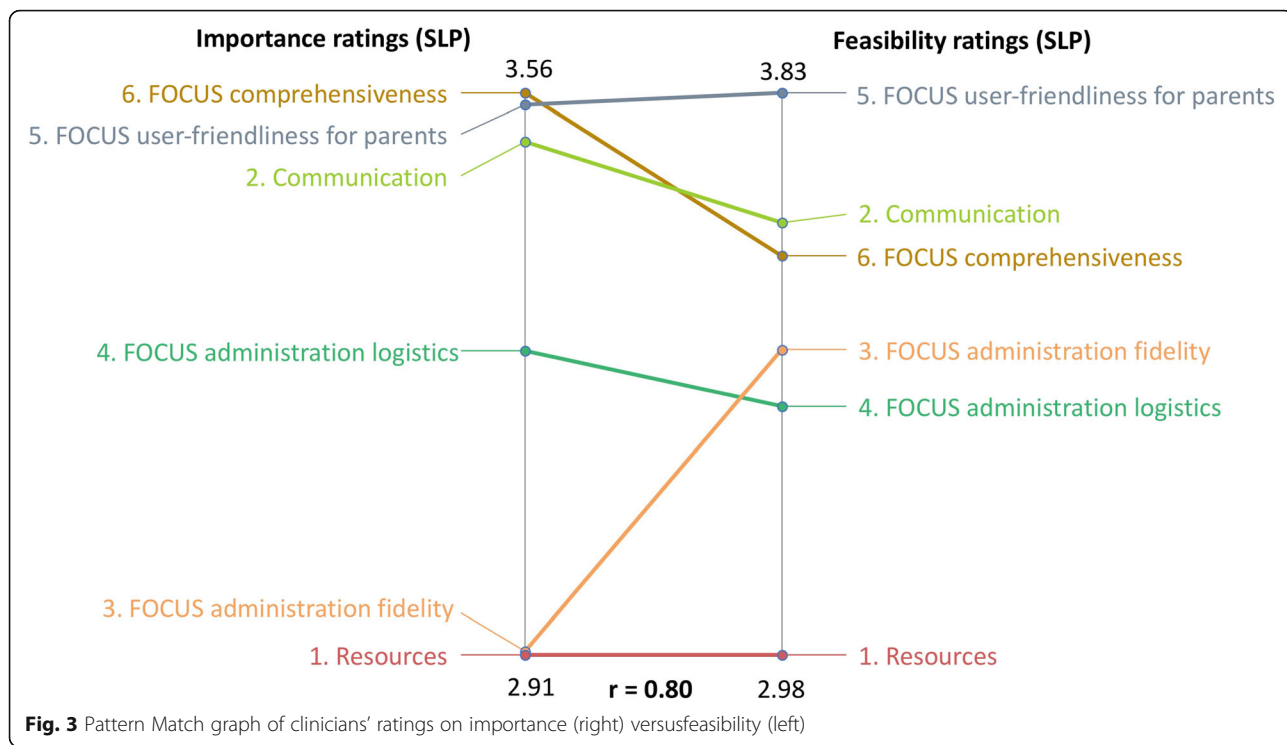 Importance ratings (SLP)
Feasibility ratings (SLP)
3.56
3.83
6. FOCUS comprehensiveness
5. FOCUS user-friendliness for parents
2. Communication
4. FOCUS administration logistics
3. FOCUS administration fidelity
1. Resources
5. FOCUS user-friendliness for parents
2. Communication
6. FOCUS comprehensiveness
3. FOCUS administration fidelity
4. FOCUS administration logistics
1. Resources
2.91
r = 0.80
2.98
Fig. 3 Pattern Match graph of clinicians’ ratings on importance (right) versusfeasibility (left)